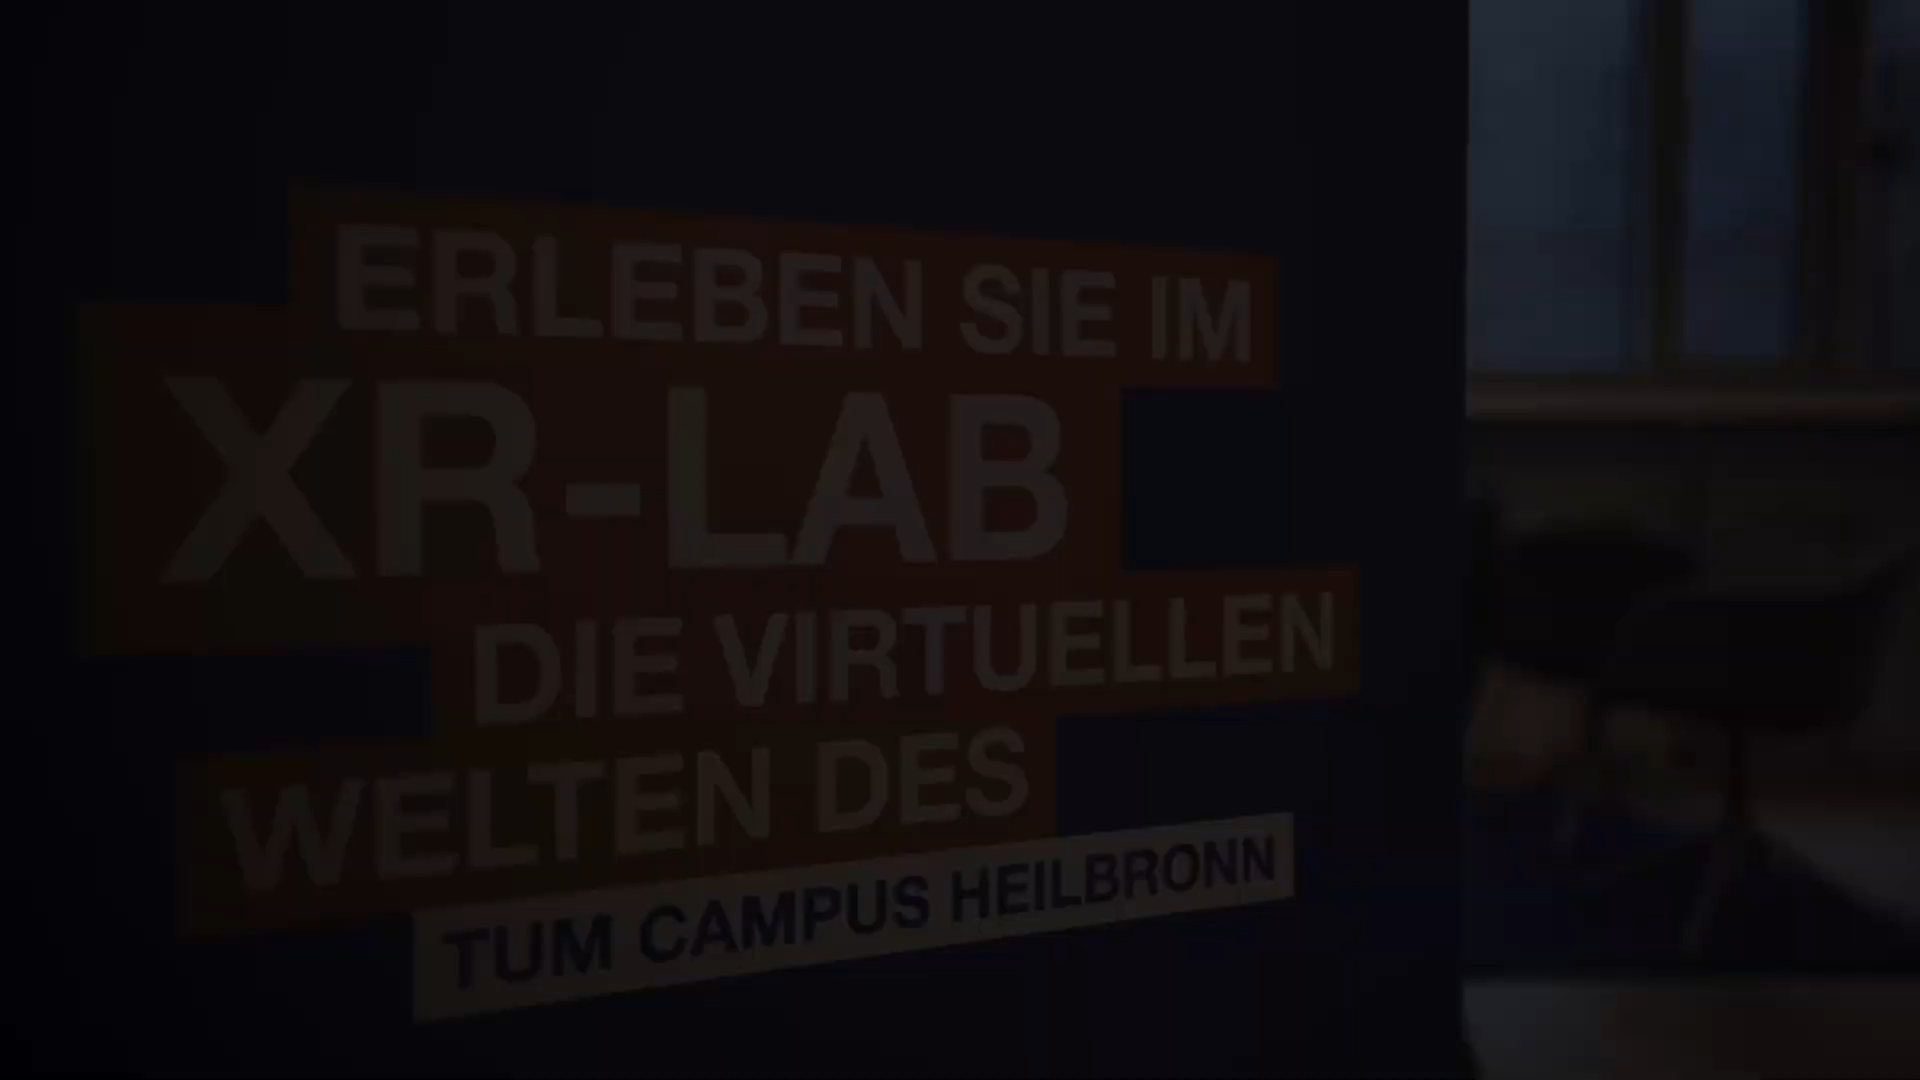 ERLEBEN SIE IM
XR-LAB
DIE VIRTUELLEN
WELTEN DES
TUM CAMPUS HEILBRONN